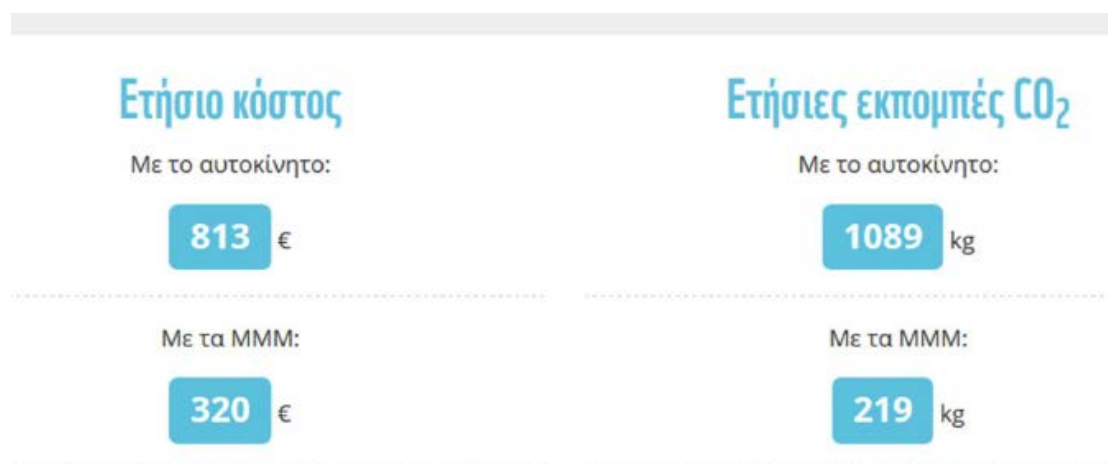 Ετήσιο κόστος
Με το αυτοκίνητο:
813 €
Με τα ΜΜΜ:
320 €
Ετήσιες εκπομπές CO₂
Με το αυτοκίνητο:
1089 kg
Με τα ΜΜΜ:
219 kg